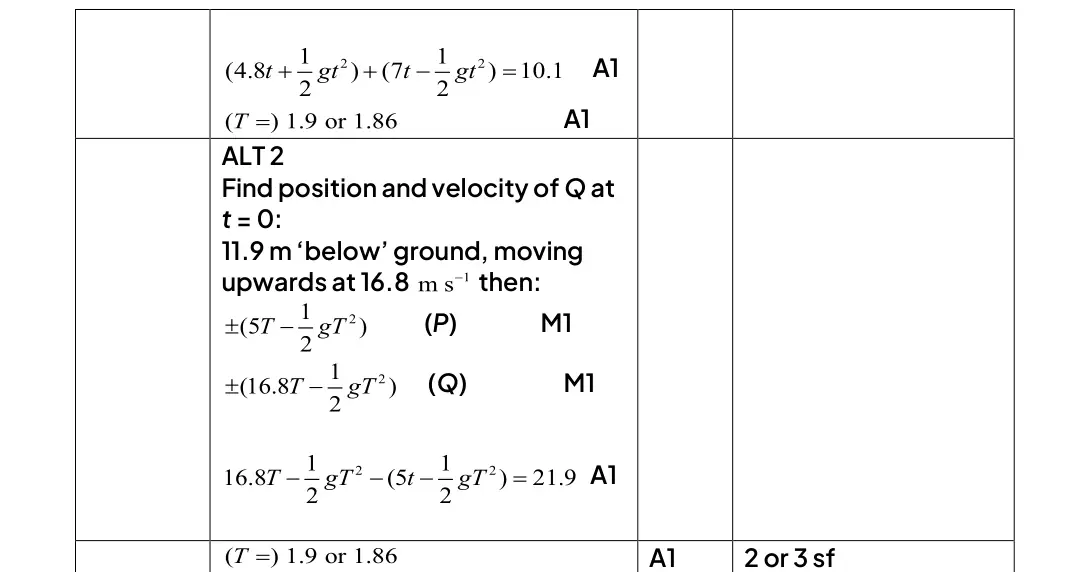 (4.8t + 1/2 gt²) + (7t − 1/2 gt²) = 10.1 A1
(T =) 1.9 or 1.86 A1
ALT 2
Find position and velocity of Q at
t = 0:
11.9 m ‘below’ ground, moving
upwards at 16.8 m s⁻¹ then:
±(5T − 1/2 gT²) (P) M1
±(16.8T − 1/2 gT²) (Q) M1
16.8T − 1/2 gT² − (5t − 1/2 gT²) = 21.9 A1
(T =) 1.9 or 1.86 A1 2 or 3 sf